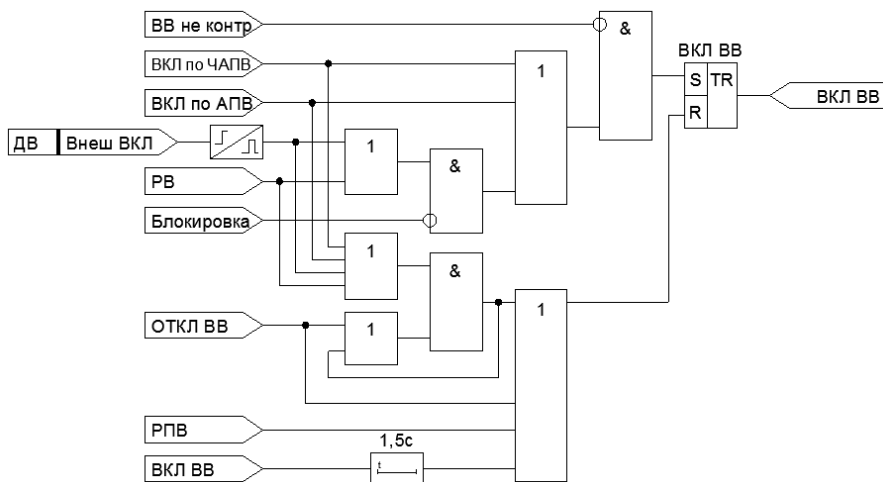 ВВ не контр
&
ВКЛ по ЧАПВ
1
ВКЛ ВВ
S TR
R
ВКЛ ВВ
ВКЛ по АПВ
ДВ Внеш ВКЛ
1
&
РВ
Блокировка
1
&
1
ОТКЛ ВВ
1
РПВ
1,5с
t
ВКЛ ВВ